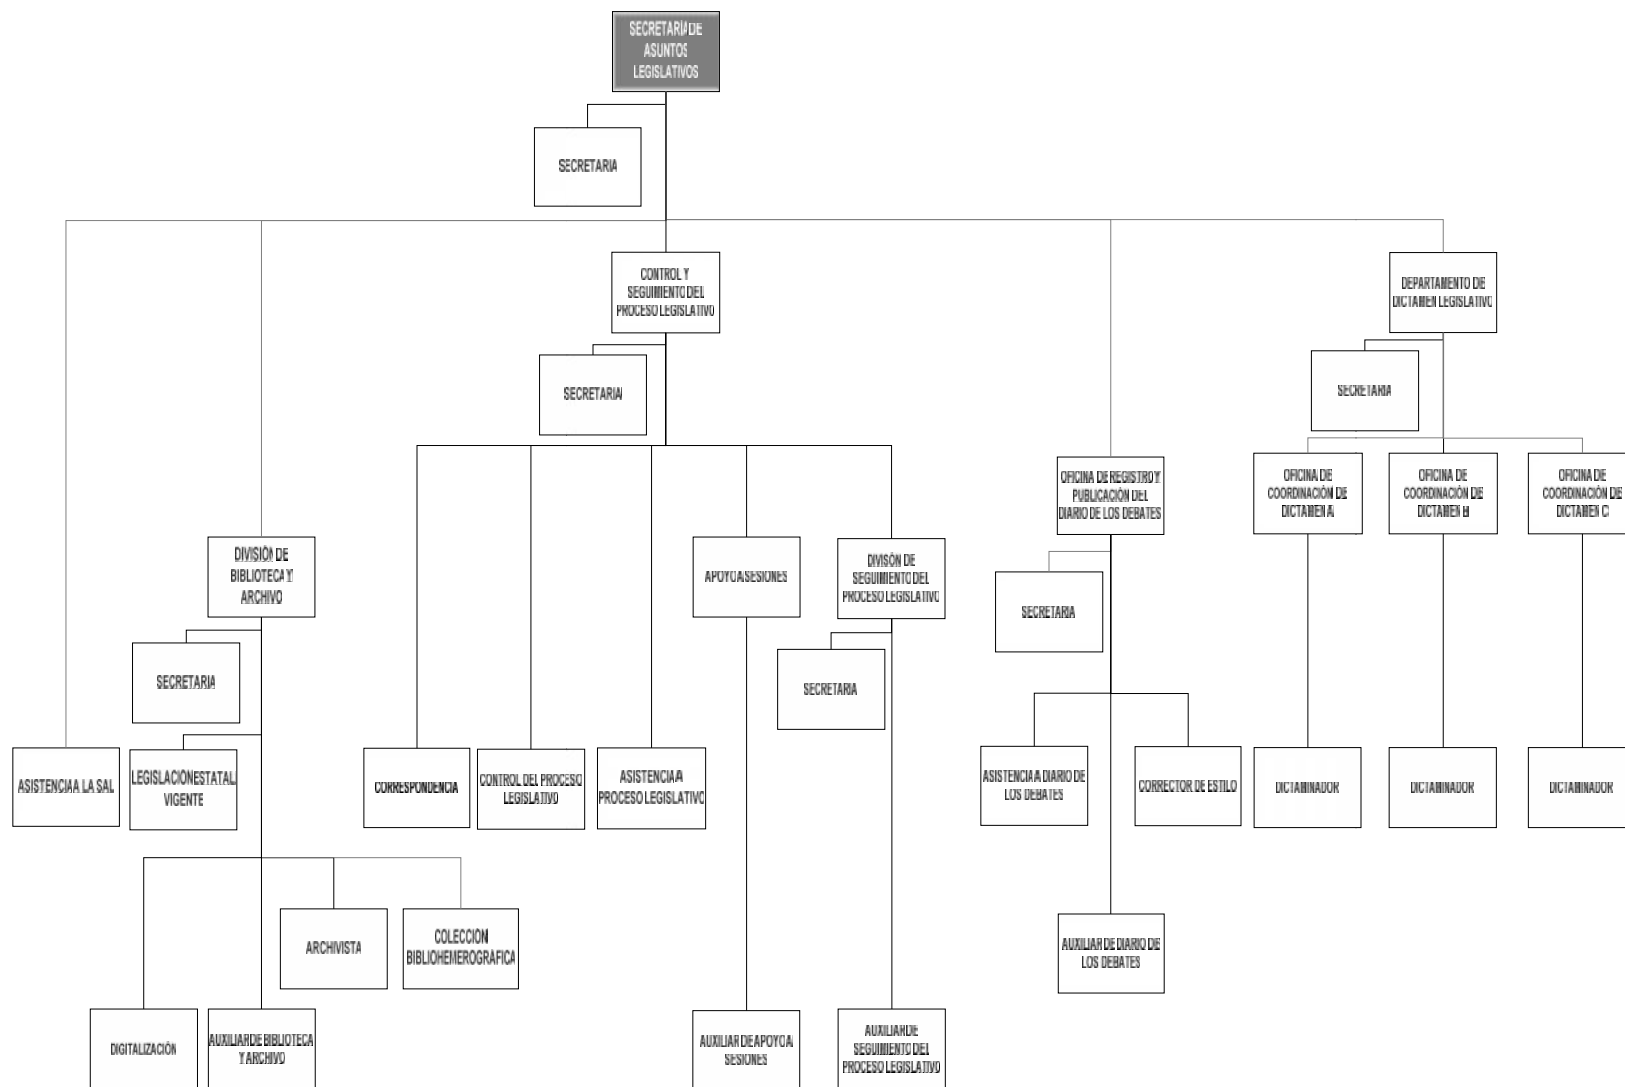 SECRETARÍA DE
ASUNTOS
LEGISLATIVOS
SECRETARIA
CONTROL Y
SEGUIMIENTO DEL
PROCESO LEGISLATIVO
DEPARTAMENTO DE
DICTAMEN LEGISLATIVO
SECRETARIA
SECRETARIA
OFICINA DE REGISTRO Y
PUBLICACIÓN DEL
DIARIO DE LOS DEBATES
OFICINA DE
COORDINACIÓN DE
DICTAMEN A
OFICINA DE
COORDINACIÓN DE
DICTAMEN B
OFICINA DE
COORDINACIÓN DE
DICTAMEN C
DIVISIÓN DE
BIBLIOTECA Y
ARCHIVO
APOYO A SESIONES
DIVISÓN DE
SEGUIMIENTO DEL
PROCESO LEGISLATIVO
SECRETARIA
SECRETARIA
SECRETARIA
ASISTENCIA A LA SAL
LEGISLACIÓN ESTATAL
VIGENTE
CORRESPONDENCIA
CONTROL DEL PROCESO
LEGISLATIVO
ASISTENCIA A
PROCESO LEGISLATIVO
ASISTENCIA A DIARIO DE
LOS DEBATES
CORRECTOR DE ESTILO
DICTAMINADOR
DICTAMINADOR
DICTAMINADOR
ARCHIVISTA
COLECCIÓN
BIBLIOHEMEROGRÁFICA
AUXILIAR DE DIARIO DE
LOS DEBATES
DIGITALIZACIÓN
AUXILIAR DE BIBLIOTECA
Y ARCHIVO
AUXILIAR DE APOYO A
SESIONES
AUXILIAR DE
SEGUIMIENTO DEL
PROCESO LEGISLATIVO